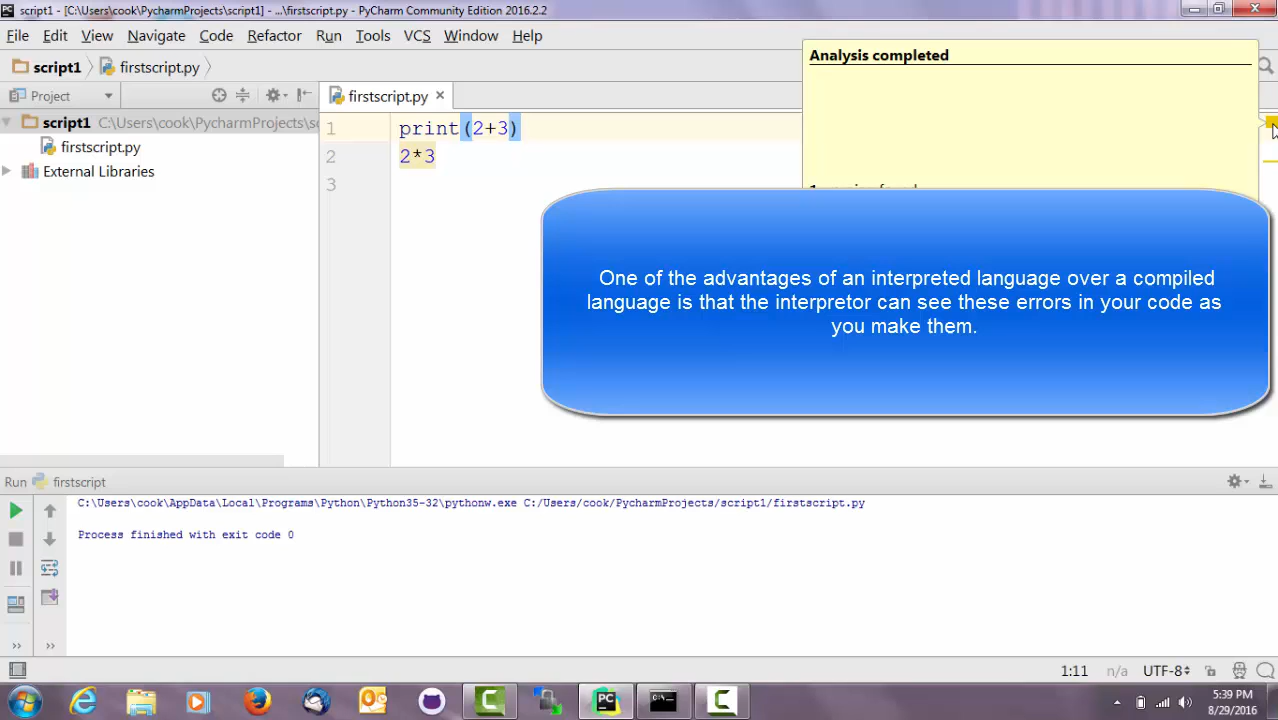 script1 - [C:\Users\cook\PycharmProjects\script1] - ...\firstscript.py - PyCharm Community Edition 2016.2.2
File Edit View Navigate Code Refactor Run Tools VCS Window Help
script1 firstscript.py
Project
firstscript.py
Analysis completed
script1 C:\Users\cook\PycharmProjects\sc
firstscript.py
External Libraries
1 print(2+3)
2 2*3
3
One of the advantages of an interpreted language over a compiled
language is that the interpretor can see these errors in your code as
you make them.
Run firstscript
C:\Users\cook\AppData\Local\Programs\Python\Python35-32\pythonw.exe C:/Users/cook/PycharmProjects/script1/firstscript.py
Process finished with exit code 0
1:11 n/a UTF-8
5:39 PM
8/29/2016